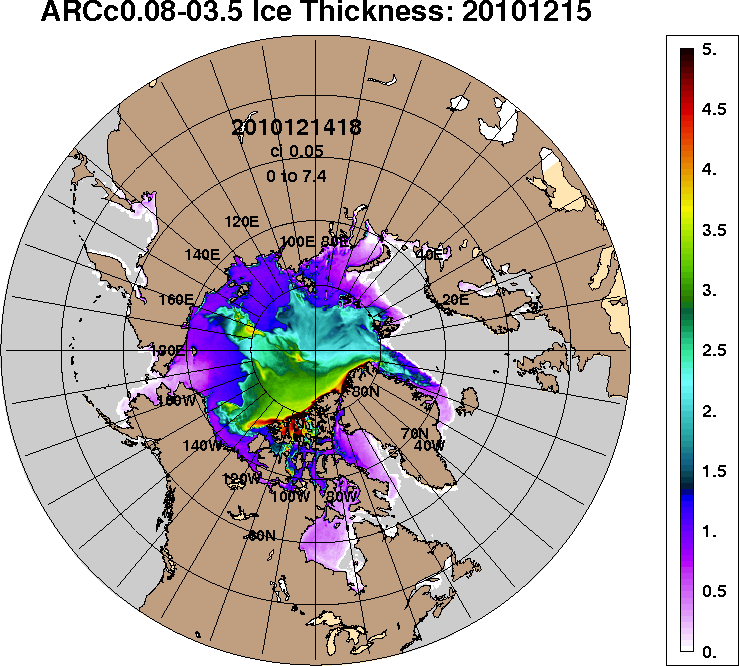 ARCc0.08-03.5 Ice Thickness: 20101215
2010121418
ci 0.05
0 to 7.4
120E
100E
80E
40E
140E
20E
160E
180E
160W
80N
70N
40W
140W
120W
100W
80W
60N
5.
4.5
4.
3.5
3.
2.5
2.
1.5
1.
0.5
0.